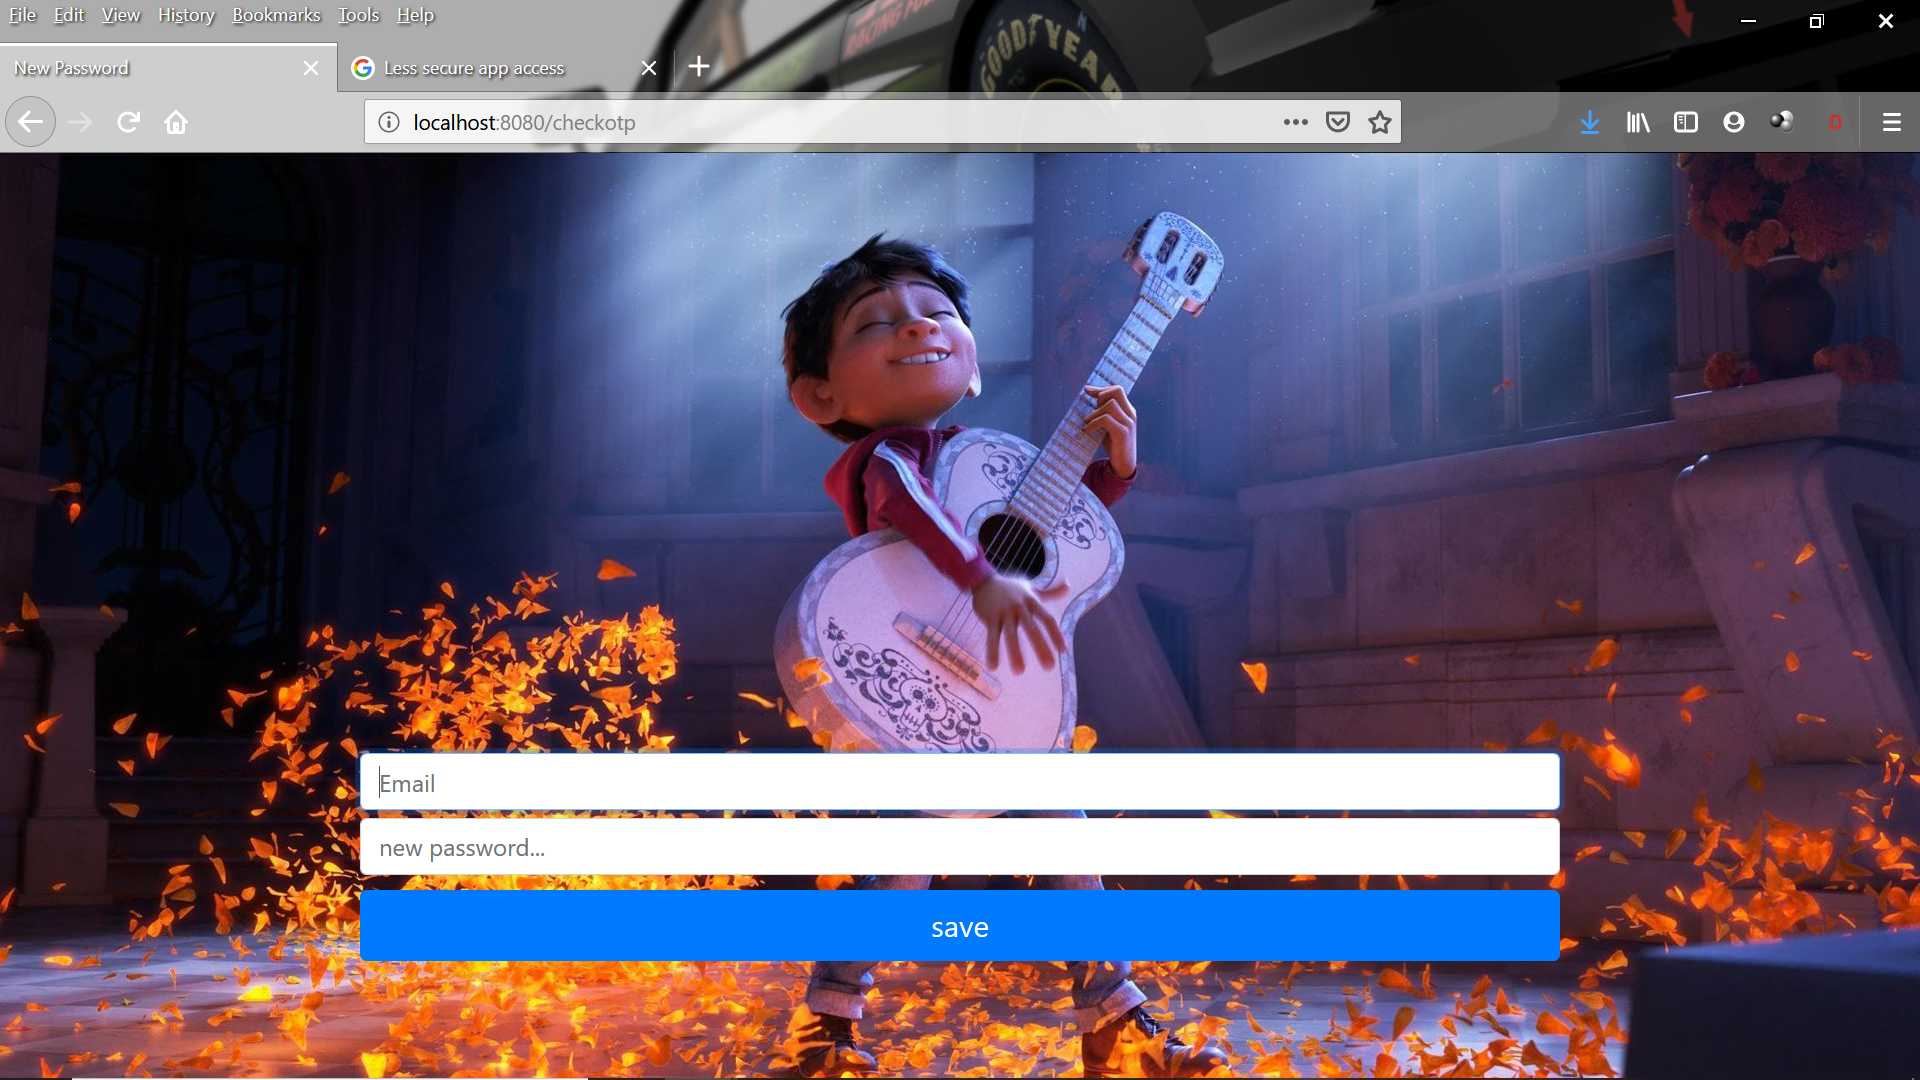 File Edit View History Bookmarks Tools Help
New Password
Less secure app access
localhost:8080/checkotp
D
GOODYEAR
Email
new password...
save